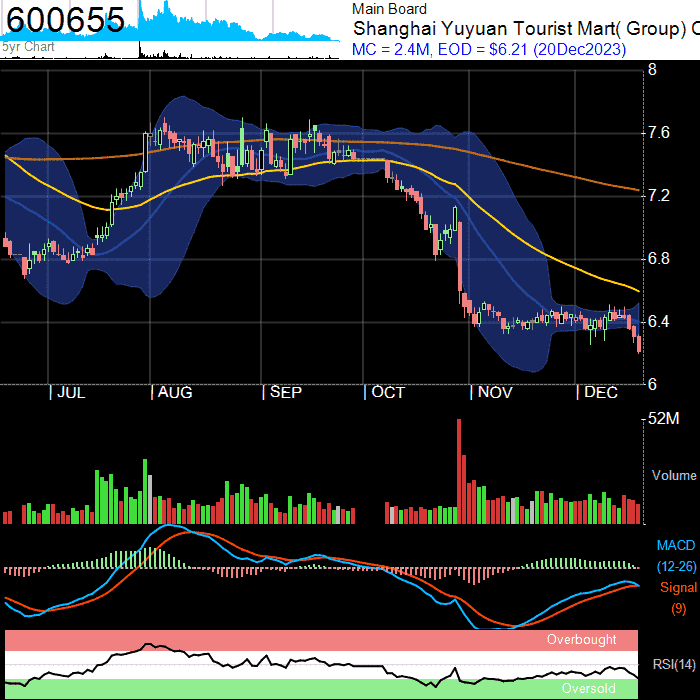 600655
5yr Chart
Main Board
Shanghai Yuyuan Tourist Mart( Group) C
MC = 2.4M, EOD = $6.21 (20Dec2023)
8
7.6
7.2
6.8
6.4
6
| JUL | AUG | SEP | OCT | NOV | DEC
52M
Volume
MACD
(12-26)
Signal
(9)
Overbought
RSI(14)
Oversold